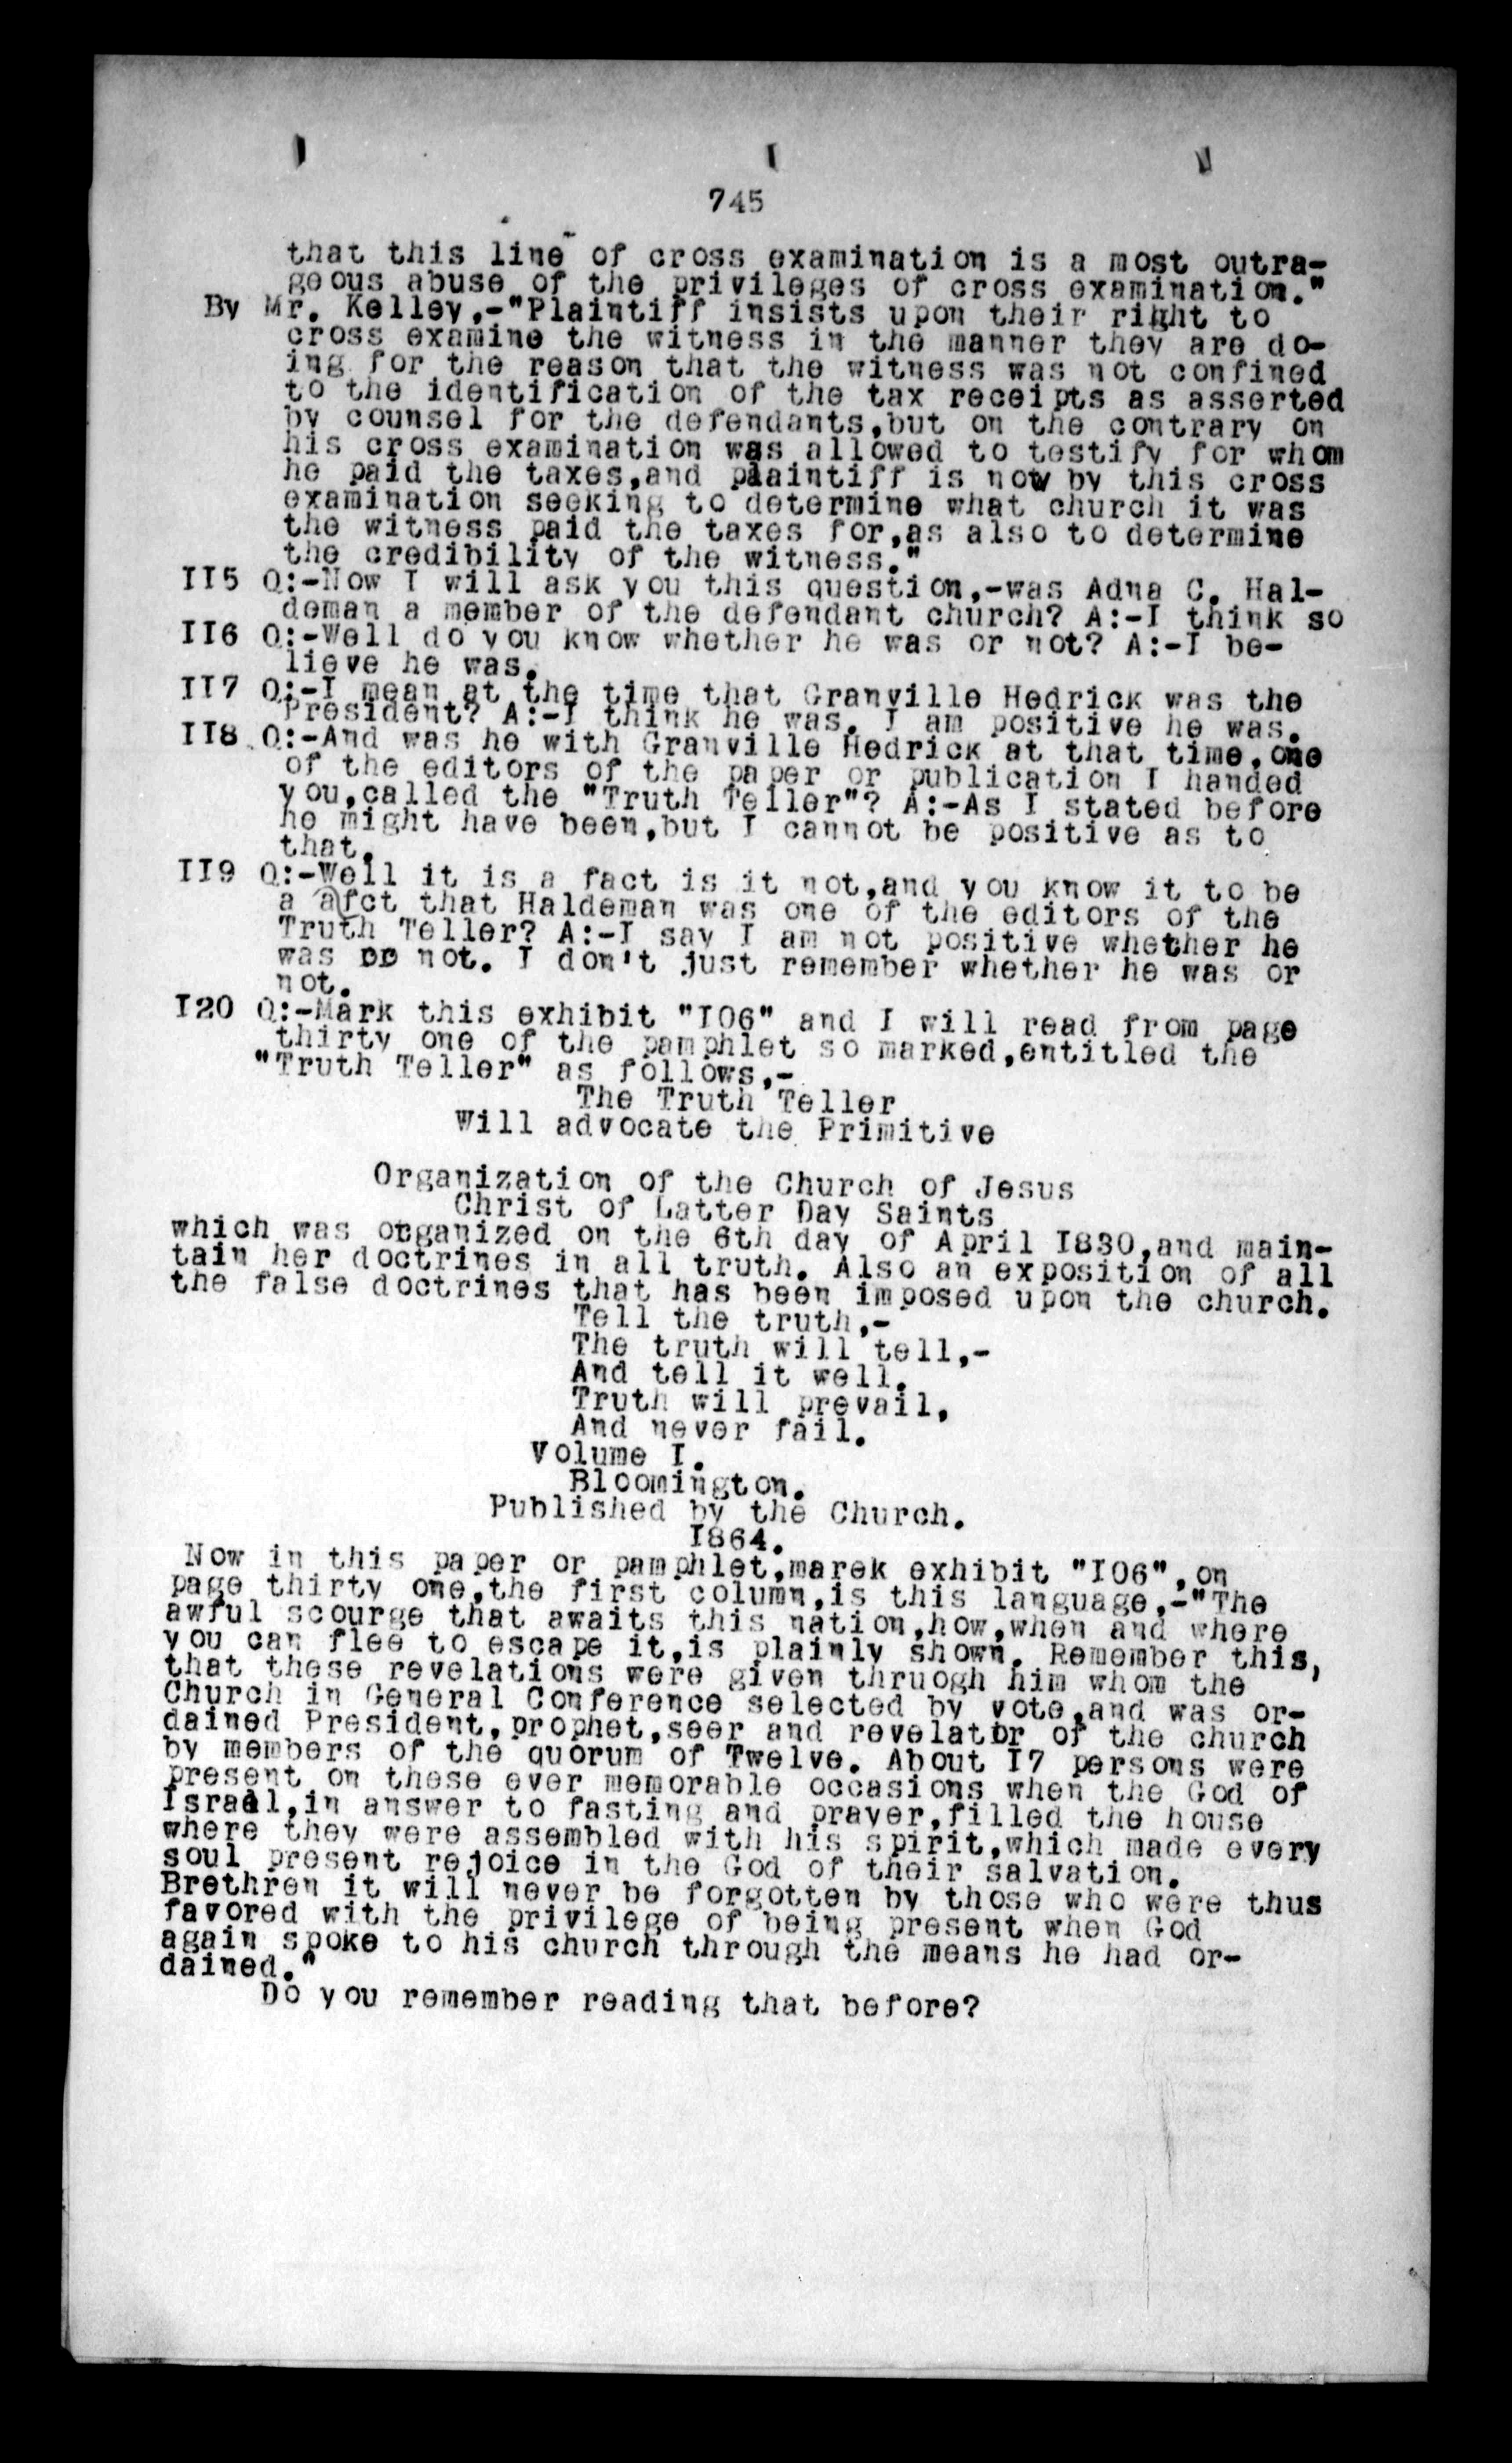 745
that this line of cross examination is a most outra-
geous abuse of the privileges of cross examination."
By Mr. Kelley,-"Plaintiff insists upon their right to
cross examine the witness in the manner they are do-
ing for the reason that the witness was not confined
to the identification of the tax receipts as asserted
by counsel for the defendants,but on the contrary on
his cross examination was allowed to testify for whom
he paid the taxes,and plaintiff is now by this cross
examination seeking to determine what church it was
the witness paid the taxes for,as also to determine
the credibility of the witness."
II5 Q:-Now I will ask you this question,-was Adna C. Hal-
deman a member of the defendant church? A:-I think so
II6 Q:-Well do you know whether he was or not? A:-I be-
lieve he was.
II7 Q:-I mean at the time that Granville Hedrick was the
President? A:-I think he was. I am positive he was.
II8 Q:-And was he with Granville Hedrick at that time,one
of the editors of the paper or publication I handed
you,called the "Truth Teller"? A:-As I stated before
he might have been,but I cannot be positive as to
that.
II9 Q:-Well it is a fact is it not,and you know it to be
a afct that Haldeman was one of the editors of the
Truth Teller? A:-I say I am not positive whether he
was or not. I don't just remember whether he was or
not.
I20 Q:-Mark this exhibit "I06" and I will read from page
thirty one of the pamphlet so marked,entitled the
"Truth Teller" as follows,-
The Truth Teller
Will advocate the Primitive
Organization of the Church of Jesus
Christ of Latter Day Saints
which was organized on the 6th day of April I830,and main-
tain her doctrines in all truth. Also an exposition of all
the false doctrines that has been imposed upon the church.
Tell the truth,-
The truth will tell,-
And tell it well.
Truth will prevail,
And never fail.
Volume I.
Bloomington.
Published by the Church.
I864.
Now in this paper or pamphlet,marek exhibit "I06",on
page thirty one,the first column,is this language,-"The
awful scourge that awaits this nation,how,when and where
you can flee to escape it,is plainly shown. Remember this,
that these revelations were given thruogh him whom the
Church in General Conference selected by vote,and was or-
dained President,prophet,seer and revelator of the church
by members of the quorum of Twelve. About I7 persons were
present on these ever memorable occasions when the God of
Israel,in answer to fasting and prayer,filled the house
where they were assembled with his spirit,which made every
soul present rejoice in the God of their salvation.
Brethren it will never be forgotten by those who were thus
favored with the privilege of being present when God
again spoke to his church through the means he had or-
dained."
Do you remember reading that before?